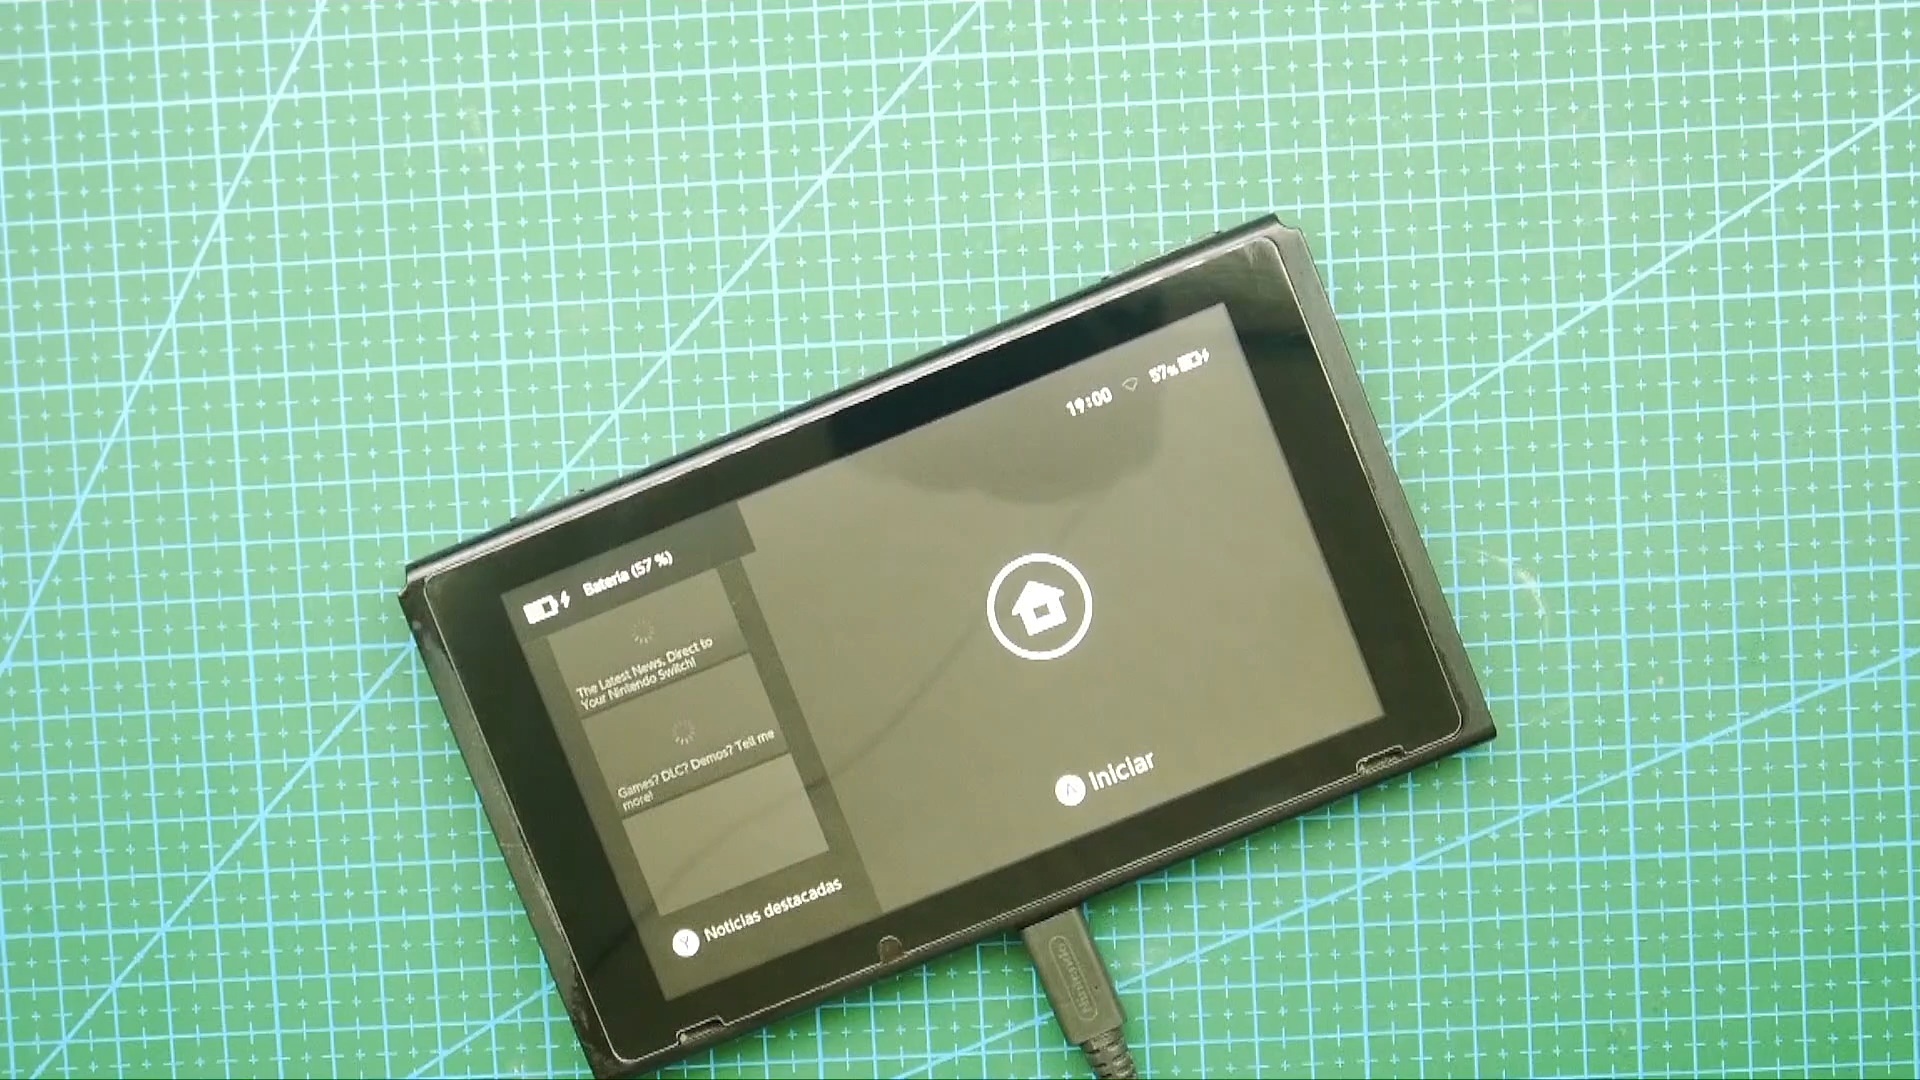 19:00 57%
Batería (57 %)
The Latest News, Direct to
Your Nintendo Switch!
Games? DLC? Demos? Tell me
more!
Y Noticias destacadas
A Iniciar
Nintendo